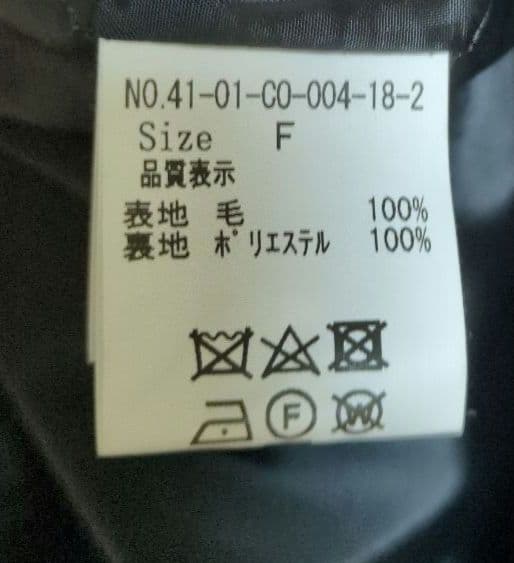 NO.41-01-CO-004-18-2
Size F
品質表示
表地 毛 100%
裏地 ポリエステル 100%
F W